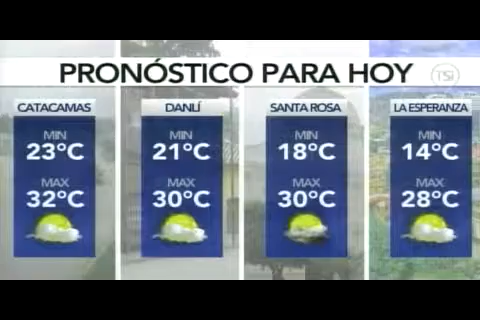 PRONÓSTICO PARA HOY
TSi
CATACAMAS
MIN
23°C
MAX
32°C
DANLÍ
MIN
21°C
MAX
30°C
SANTA ROSA
MIN
18°C
MAX
30°C
LA ESPERANZA
MIN
14°C
MAX
28°C